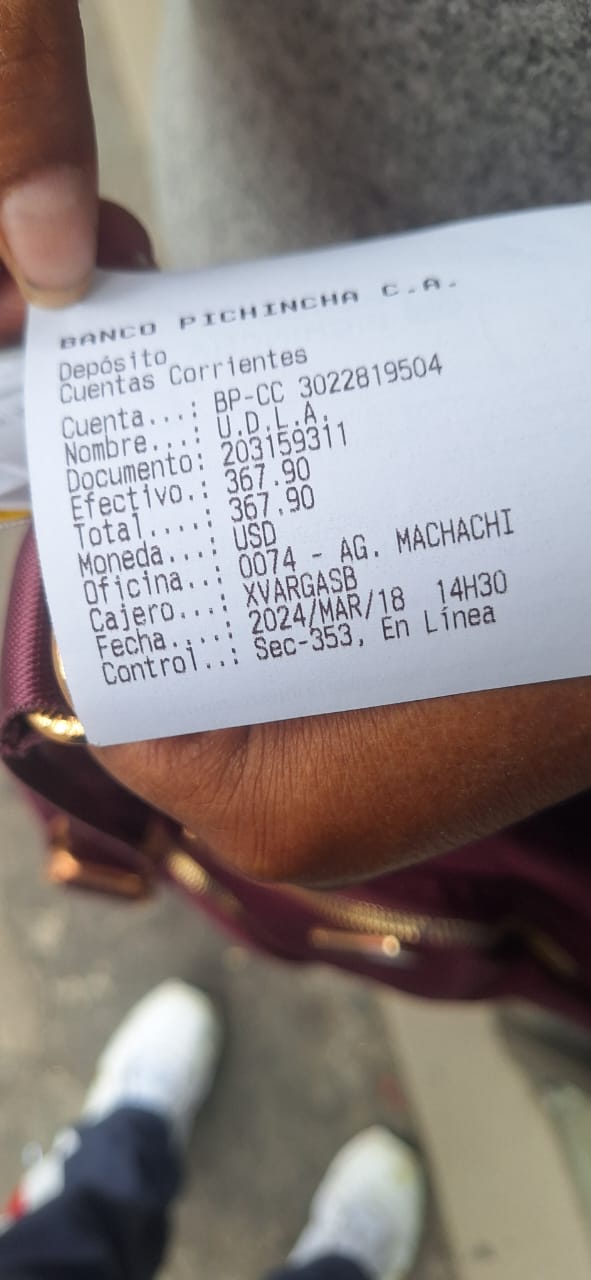 BANCO PICHINCHA C.A.
Depósito
Cuentas Corrientes
Cuenta...: BP-CC 3022819504
Nombre...: U.D.L.A.
Documento: 203159311
Efectivo.: 367.90
Total....: 367.90
Moneda...: USD
Oficina..: 0074 - AG. MACHACHI
Cajero...: XVARGASB
Fecha....: 2024/MAR/18 14H30
Control..: Sec-353, En Línea